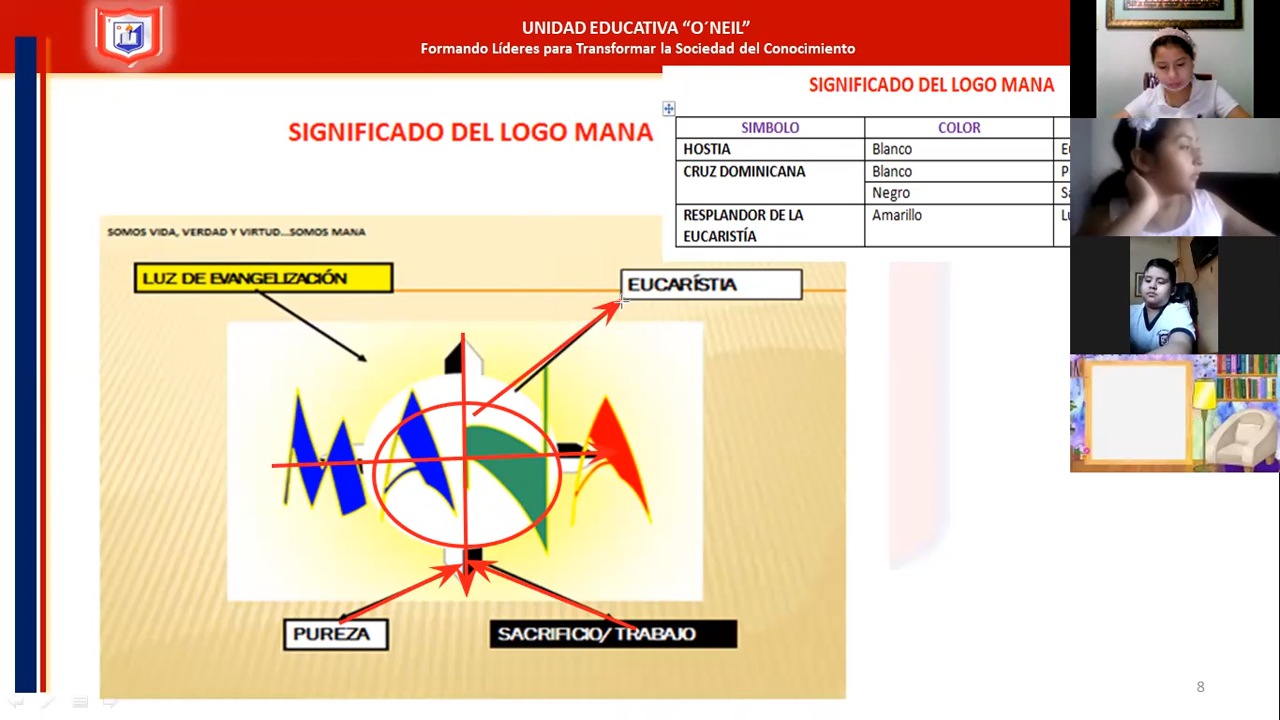 UNIDAD EDUCATIVA “O´NEIL”
Formando Líderes para Transformar la Sociedad del Conocimiento
SIGNIFICADO DEL LOGO MANA
SIGNIFICADO DEL LOGO MANA
SIMBOLO COLOR
HOSTIA Blanco
CRUZ DOMINICANA Blanco
Negro
RESPLANDOR DE LA Amarillo
EUCARISTÍA
SOMOS VIDA, VERDAD Y VIRTUD...SOMOS MANA
LUZ DE EVANGELIZACIÓN
EUCARÍSTIA
MANA
PUREZA
SACRIFICIO/ TRABAJO
8